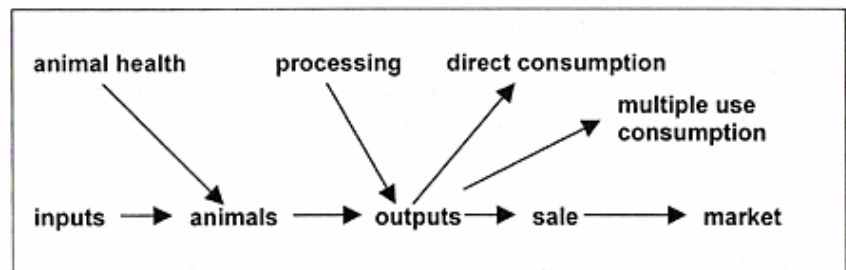 animal health processing direct consumption
multiple use
consumption
inputs animals outputs sale market